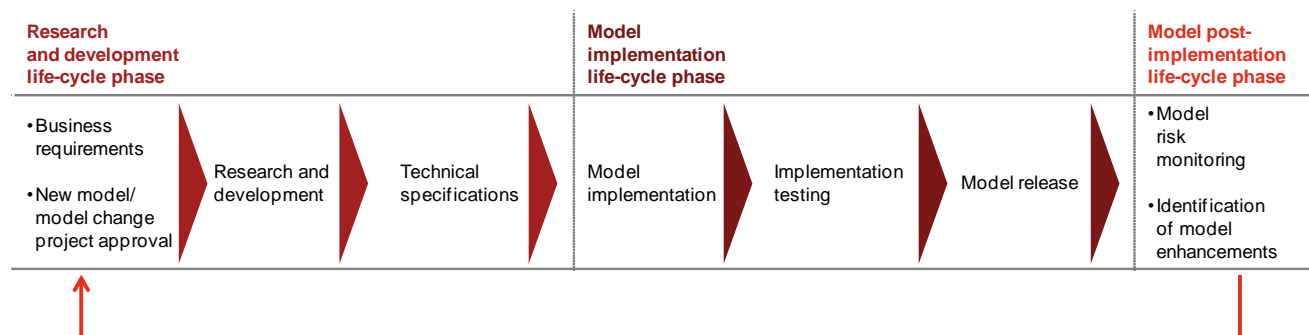 Research
and development
life-cycle phase
Model
implementation
life-cycle phase
Model post-
implementation
life-cycle phase
•Business
requirements
•New model/
model change
project approval
Research and
development
Technical
specifications
Model
implementation
Implementation
testing
Model release
•Model
risk
monitoring
•Identification
of model
enhancements